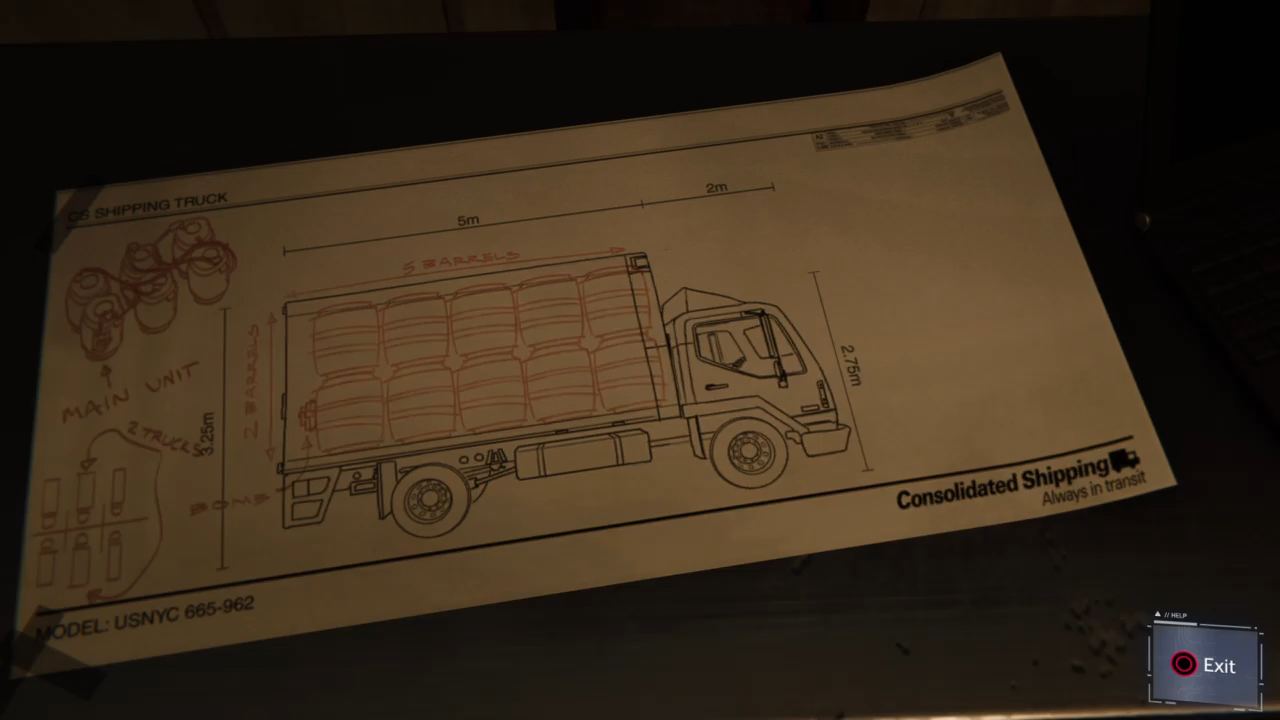 CS SHIPPING TRUCK
2m
5m
5 BARRELS
2 BARRELS
2.75m
MAIN UNIT
2 TRUCKS
3.25m
BOMB
Consolidated Shipping
Always in transit
MODEL: USNYC 665-962
// HELP
Exit